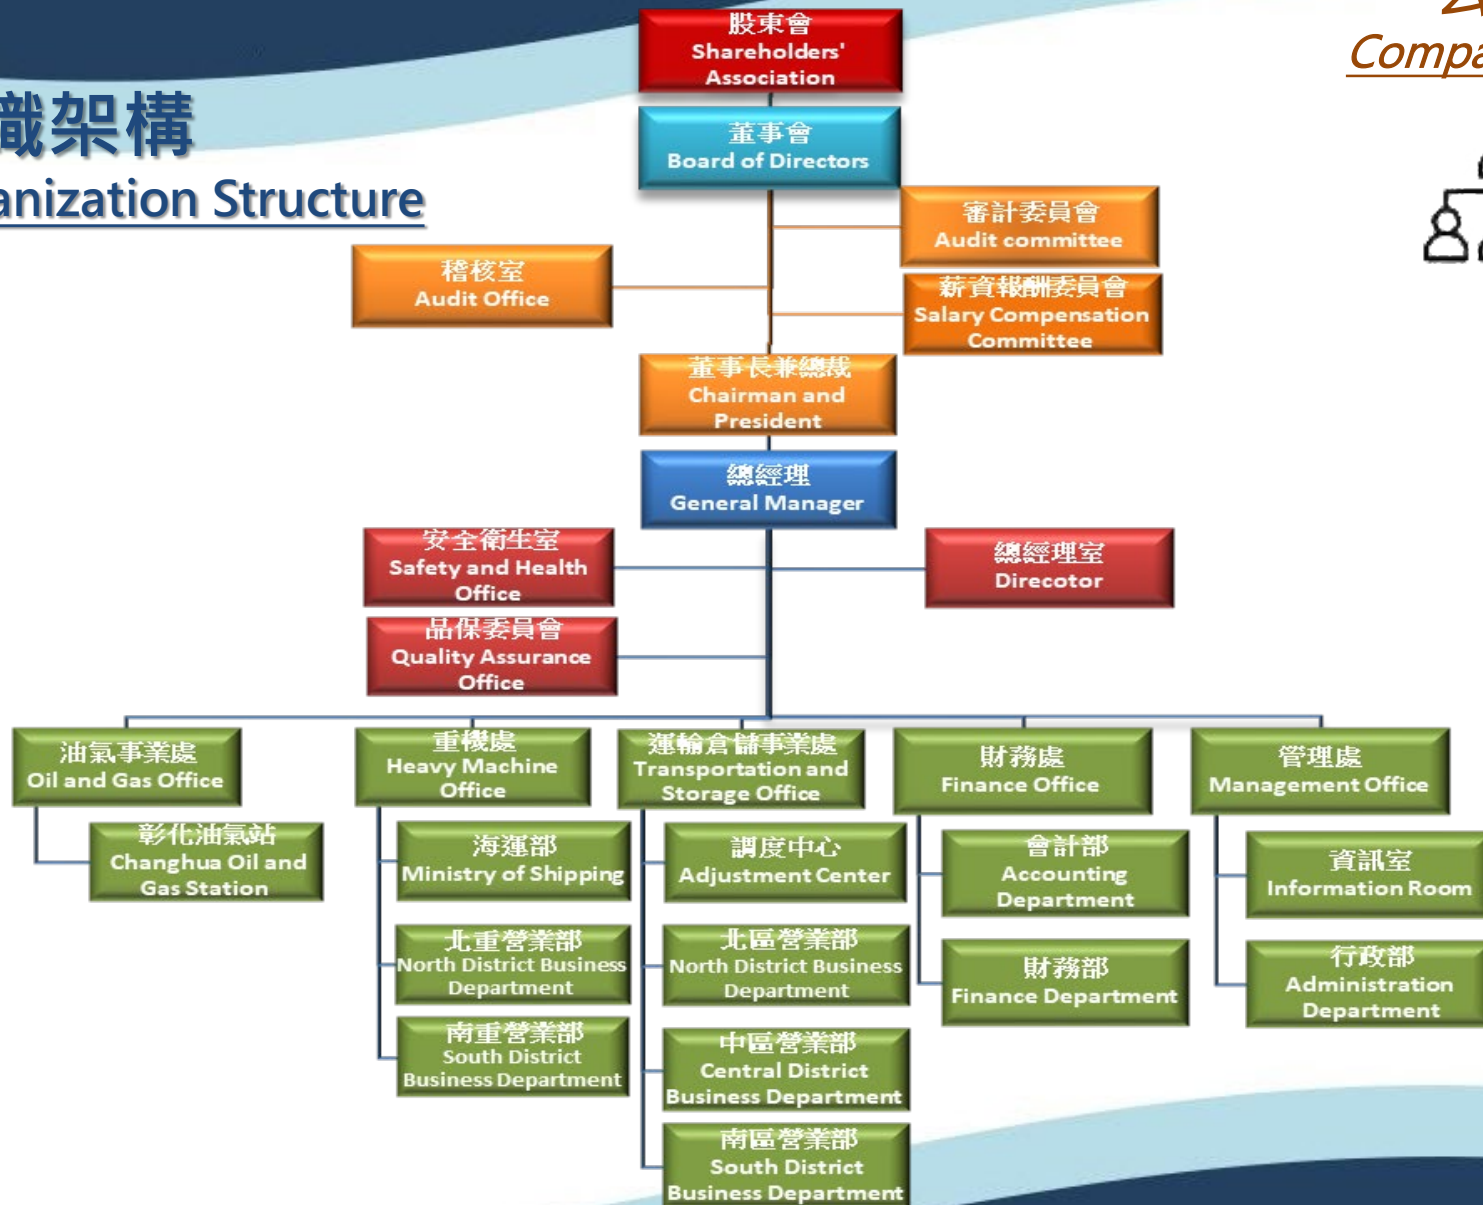 股東會
Shareholders'
Association
Compa
織架構
anization Structure
董事會
Board of Directors
審計委員會
Audit committee
稽核室
Audit Office
薪資報酬委員會
Salary Compensation
Committee
董事長兼總裁
Chairman and
President
總經理
General Manager
安全衛生室
Safety and Health
Office
總經理室
Direcotor
品保委員會
Quality Assurance
Office
油氣事業處
Oil and Gas Office
重機處
Heavy Machine
Office
運輸倉儲事業處
Transportation and
Storage Office
財務處
Finance Office
管理處
Management Office
彰化油氣站
Changhua Oil and
Gas Station
海運部
Ministry of Shipping
調度中心
Adjustment Center
會計部
Accounting
Department
資訊室
Information Room
北重營業部
North District Business
Department
北區營業部
North District Business
Department
財務部
Finance Department
行政部
Administration
Department
南重營業部
South District
Business Department
中區營業部
Central District
Business Department
南區營業部
South District
Business Department